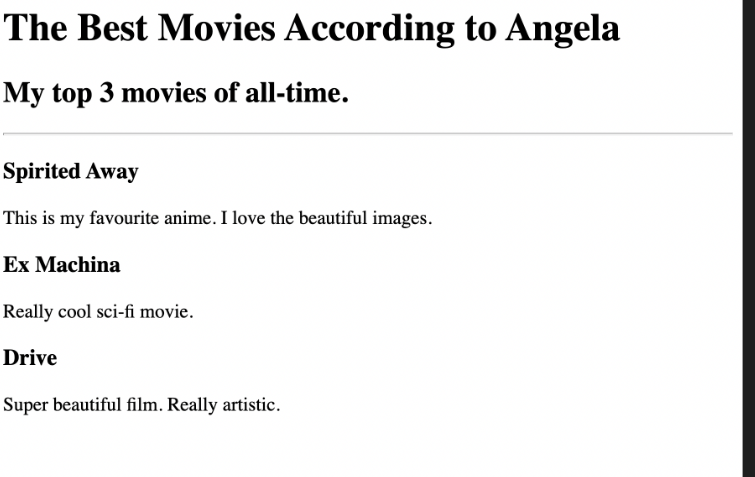 The Best Movies According to Angela
My top 3 movies of all-time.
Spirited Away
This is my favourite anime. I love the beautiful images.
Ex Machina
Really cool sci-fi movie.
Drive
Super beautiful film. Really artistic.